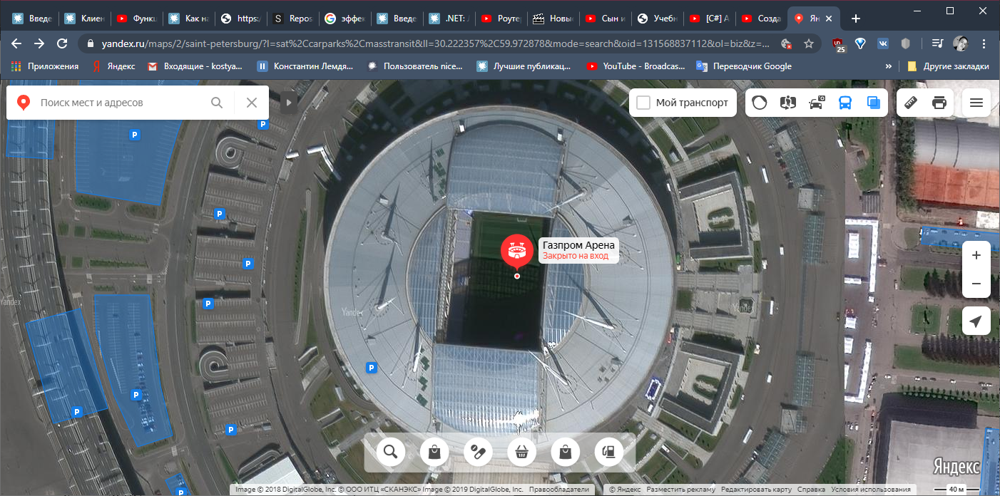 Введе
Клиен
Функц
Как на
https:/
Repos
эффек
Введе
.NET: Л
Роуте
Новы
Сын и
Учебн
[C#] A
Созда
Ян
yandex.ru/maps/2/saint-petersburg/?l=sat%2Ccarparks%2Cmasstransit&ll=30.222357%2C59.972878&mode=search&oid=131568837112&ol=biz&z=...
25
Приложения
Яндекс
Входящие - kostya...
Константин Лемдя...
Пользователь nice...
Лучшие публикац...
YouTube - Broadcas...
Переводчик Google
»
Другие закладки
Поиск мест и адресов
Мой транспорт
P
P
P
P
P
P
P
P
P
P
Газпром Арена
Закрыто на вход
Yandex
Yandex
Yandex
+
−
Яндекс
Image © 2018 DigitalGlobe, Inc. © ООО ИТЦ «СКАНЭКС» Image © 2019 DigitalGlobe, Inc. Правообладатели
© Яндекс Разместить рекламу Редактировать карту Справка Условия использования
40 м